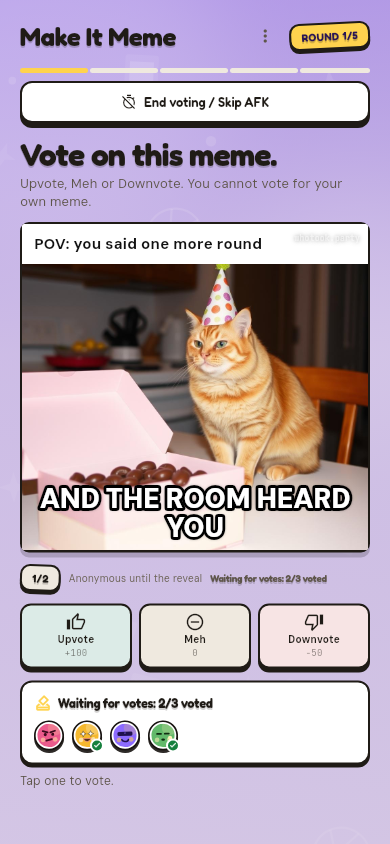 Make It Meme
ROUND 1/5
End voting / Skip AFK
Vote on this meme.
Upvote, Meh or Downvote. You cannot vote for your
own meme.
POV: you said one more round
AND THE ROOM HEARD
YOU
1/2
Anonymous until the reveal
Waiting for votes: 2/3 voted
Upvote
+100
Meh
0
Downvote
-50
Waiting for votes: 2/3 voted
Tap one to vote.